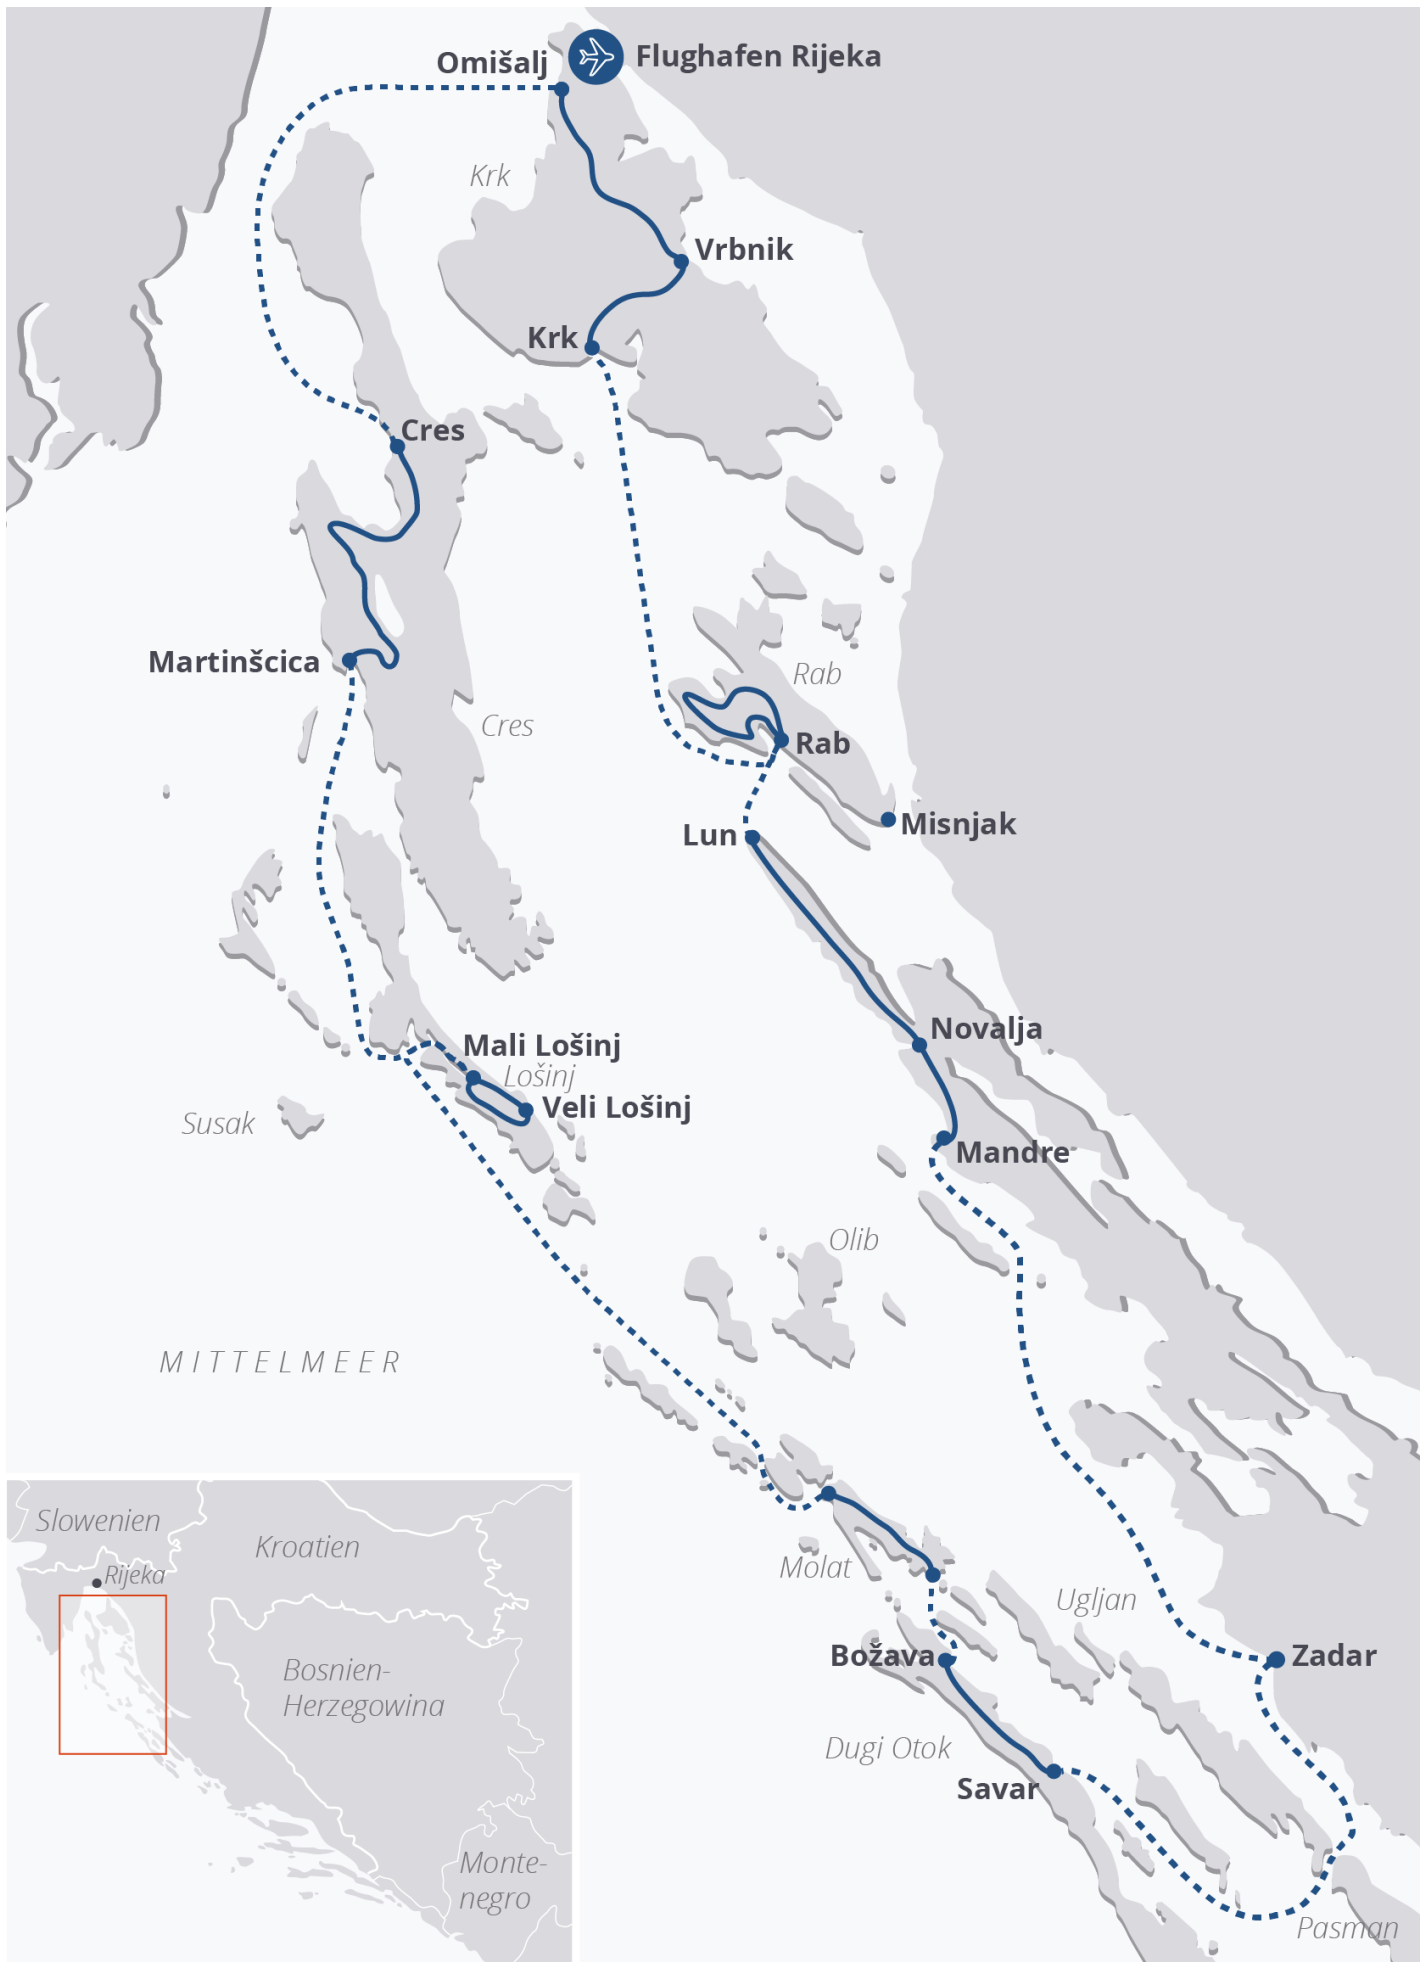 Omišalj
Flughafen Rijeka
Krk
Vrbnik
Krk
Cres
Martinšcica
Rab
Cres
Rab
Misnjak
Lun
Novalja
Mali Lošinj
Lošinj
Veli Lošinj
Susak
Mandre
Olib
MITTELMEER
Molat
Ugljan
Božava
Zadar
Dugi Otok
Savar
Pasman
Slowenien
Kroatien
Rijeka
Bosnien-
Herzegowina
Monte-
negro